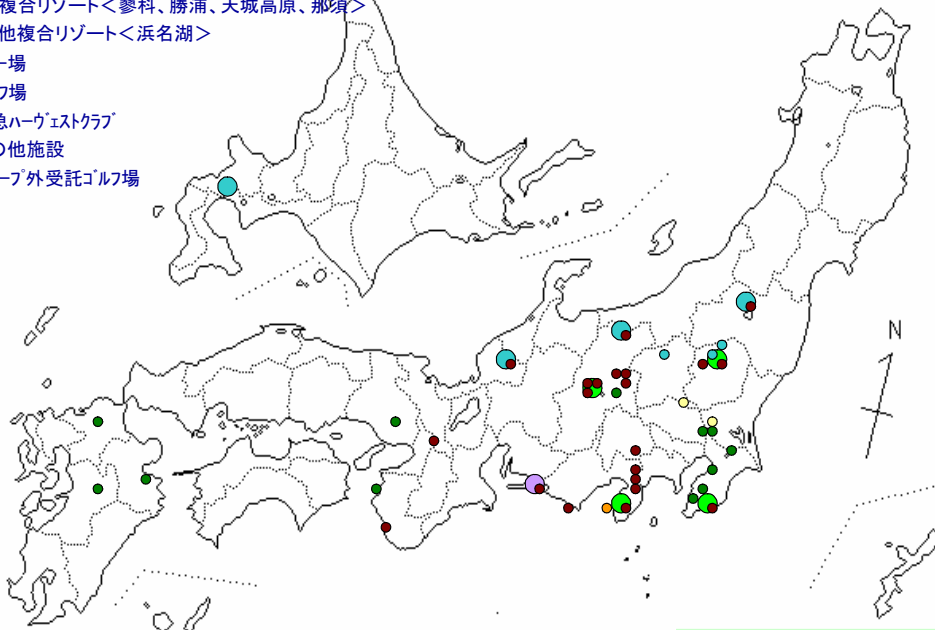 複合リゾート＜蓼科、勝浦、天城高原、那須＞
他複合リゾート＜浜名湖＞
ー場
フ場
急ﾊｰｳﾞｪｽﾄｸﾗﾌﾞ
の他施設
ープ外受託ゴルフ場
N